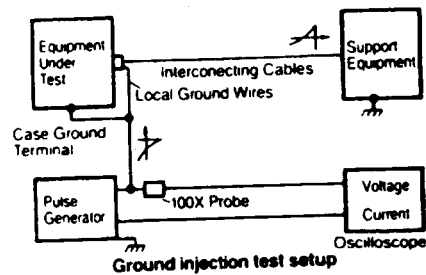 Equipment
Under
Test
Support
Equipment
Interconecting Cables
Local Ground Wires
Case Ground
Terminal
Pulse
Generator
100X Probe
Voltage
Current
Oscilloscope
Ground injection test setup